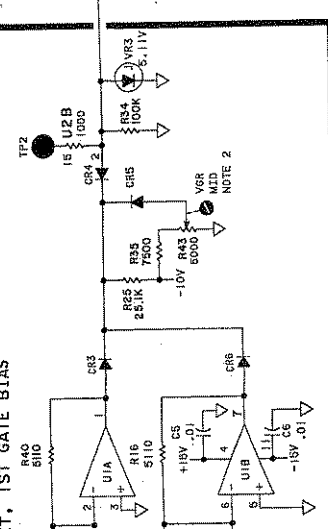 T, 1ST GATE BIAS
R40
5110
2
3
U1A
1
CR3
R16
5110
6
5
U1B
7
CR6
+15V
C5
.01
4
11
C6
-15V .01
R25
25.1K
R35
7500
-10V
R43
5000
VGR
MID
NOTE 2
CR5
CR4
2
TP2
15
U2B
1000
R34
100K
VR3
5.11V